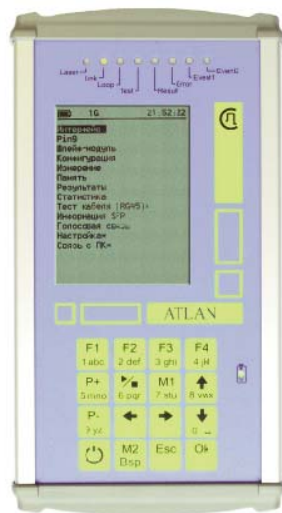 Laser Link Loop Test Result Error Event1 Event2
1G 21:52:32
Интерфейс
Ping
Шлейф-модуль
Конфигурация
Измерение
Память
Результаты
Статистика
Тест кабеля (RG45)
Информация SFP
Голосовая связь
Настройка
Связь с ПК
ATLAN
F1 F2 F3 F4
1 abc 2 def 3 ghi 4 jkl
P+ M1
5 mno 6 pqr 7 stu 8 vwx
P-
9 yz 0
M2 Esc Ok
Dsp